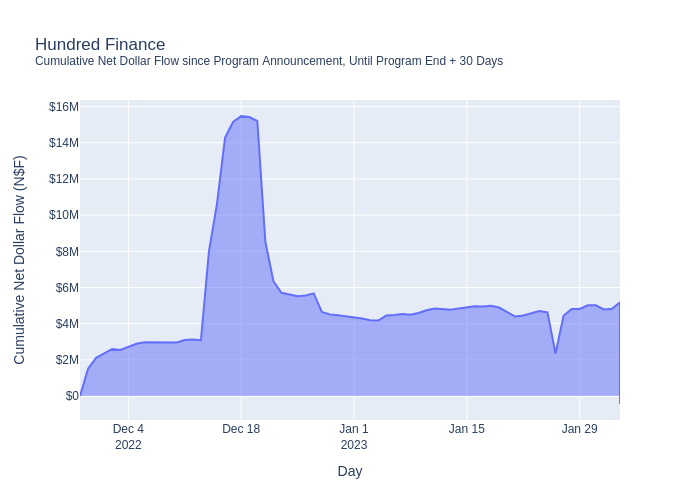 Hundred Finance
Cumulative Net Dollar Flow since Program Announcement, Until Program End + 30 Days
Cumulative Net Dollar Flow (N$F)
$16M
$14M
$12M
$10M
$8M
$6M
$4M
$2M
$0
Dec 4
2022
Dec 18
Jan 1
2023
Jan 15
Jan 29
Day